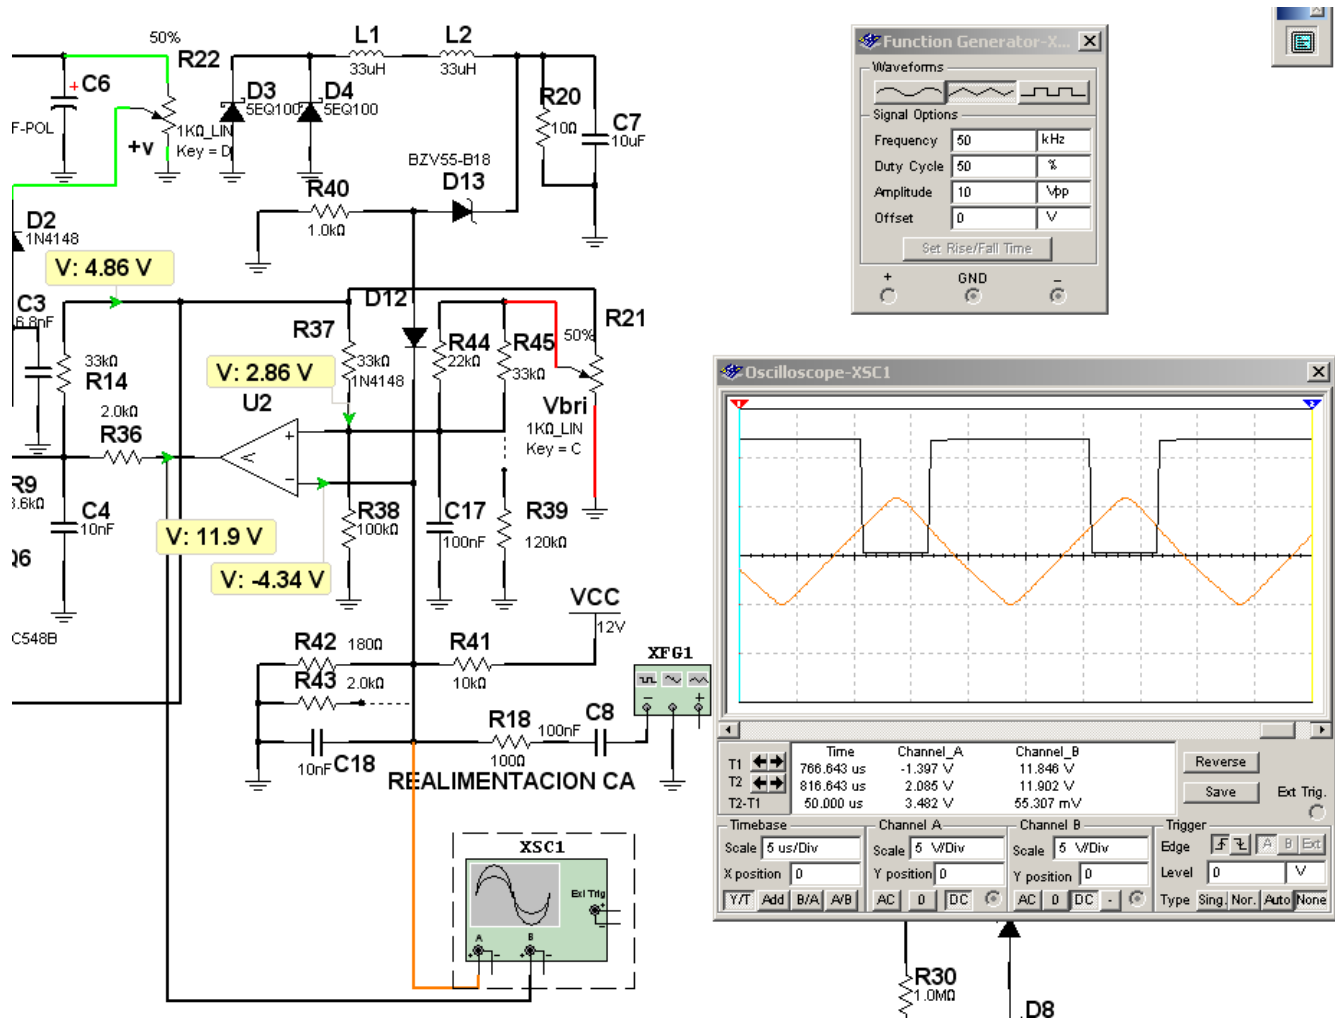 50%
R22
C6
F-POL
+v
1KΩ_LIN
Key = D
D3
5EQ100
D4
5EQ100
L1
33uH
L2
33uH
R20
10Ω
C7
10uF
BZV55-B18
D13
R40
1.0kΩ
D2
1N4148
V: 4.86 V
C3
6.8nF
33kΩ
R14
2.0kΩ
R36
R9
3.6kΩ
C4
10nF
Q6
C548B
D12
R37
33kΩ
1N4148
V: 2.86 V
U2
R44
22kΩ
R45
33kΩ
50%
R21
Vbri
1KΩ_LIN
Key = C
V: 11.9 V
V: -4.34 V
R38
100kΩ
C17
100nF
R39
120kΩ
VCC
12V
R42
180Ω
R41
10kΩ
R43
2.0kΩ
C18
10nF
R18
100Ω
100nF
C8
XFG1
REALIMENTACION CA
XSC1
Ext Trig
A
B
R30
1.0MΩ
D8
Function Generator-X...
Waveforms
Signal Options
Frequency 50 kHz
Duty Cycle 50 %
Amplitude 10 Vpp
Offset 0 V
Set Rise/Fall Time
+ GND −
Oscilloscope-XSC1
1 2
Time Channel_A Channel_B
T1 766.643 us -1.397 V 11.846 V
T2 816.643 us 2.085 V 11.902 V
T2-T1 50.000 us 3.482 V 55.307 mV
Reverse
Save
Ext Trig.
Timebase
Scale 5 us/Div
X position 0
Y/T Add B/A A/B
Channel A
Scale 5 V/Div
Y position 0
AC 0 DC
Channel B
Scale 5 V/Div
Y position 0
AC 0 DC -
Trigger
Edge A B Ext
Level 0 V
Type Sing. Nor. Auto None